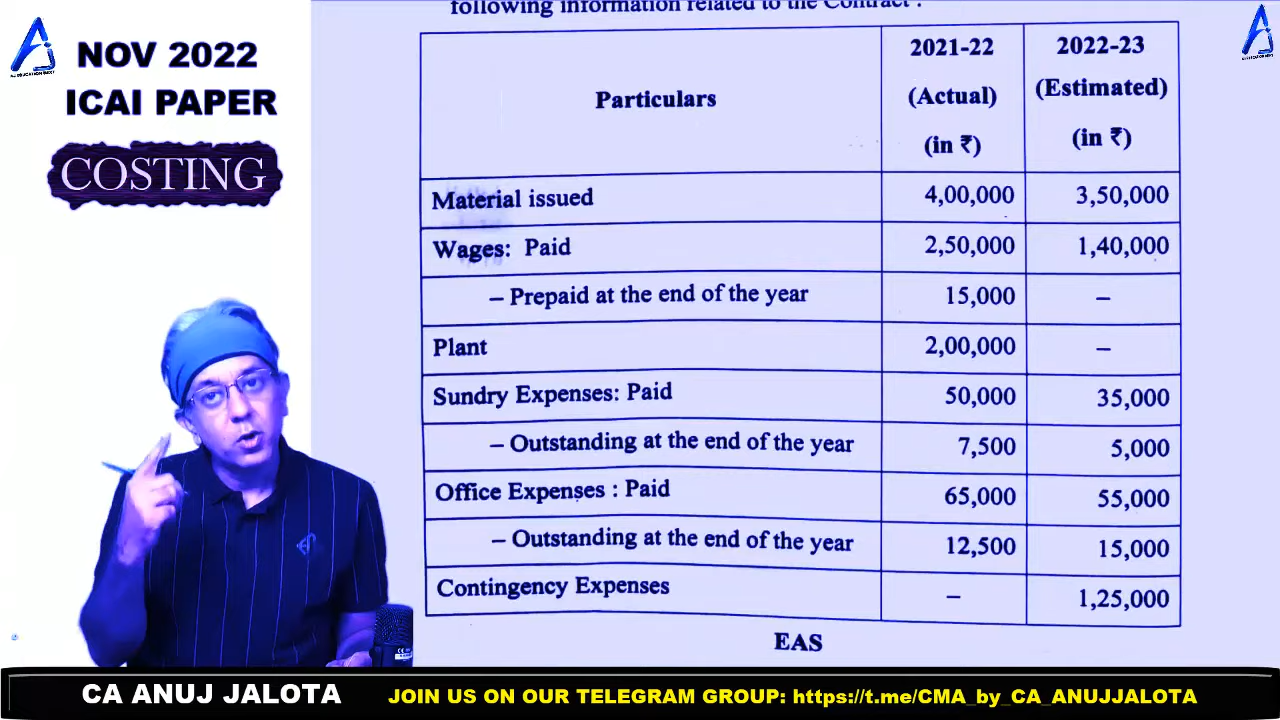 following information related to the Contract :
NOV 2022
ICAI PAPER
COSTING
Particulars
2021-22
(Actual)
(in ₹)
2022-23
(Estimated)
(in ₹)
Material issued 4,00,000 3,50,000
Wages: Paid 2,50,000 1,40,000
– Prepaid at the end of the year 15,000 –
Plant 2,00,000 –
Sundry Expenses: Paid 50,000 35,000
– Outstanding at the end of the year 7,500 5,000
Office Expenses : Paid 65,000 55,000
– Outstanding at the end of the year 12,500 15,000
Contingency Expenses – 1,25,000
EAS
CA ANUJ JALOTA JOIN US ON OUR TELEGRAM GROUP: https://t.me/CMA_by_CA_ANUJJALOTA